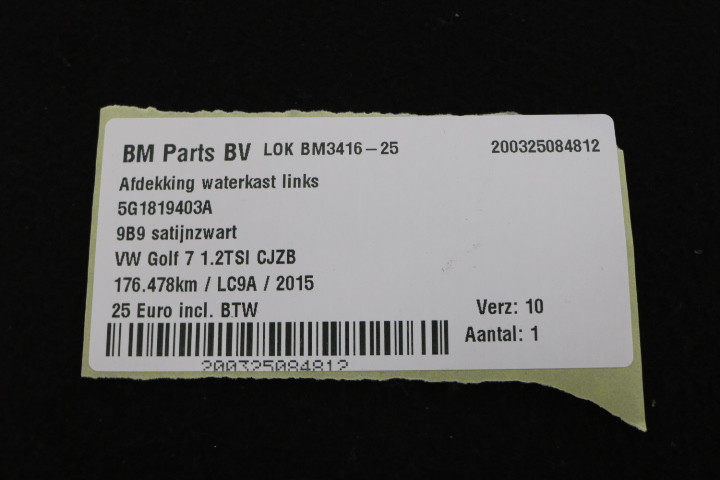 BM Parts BV LOK BM3416-25 200325084812
Afdekking waterkast links
5G1819403A
9B9 satijnzwart
VW Golf 7 1.2TSI CJZB
176.478km / LC9A / 2015
25 Euro incl. BTW Verz: 10
Aantal: 1
200325084812